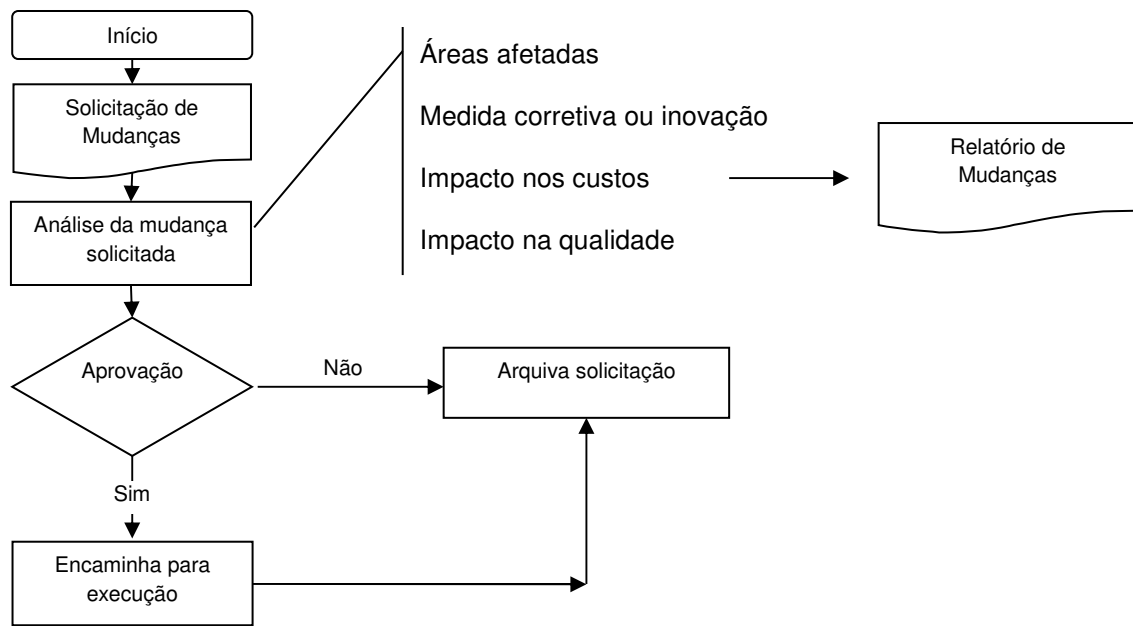 Início
Solicitação de
Mudanças
Análise da mudança
solicitada
Áreas afetadas
Medida corretiva ou inovação
Impacto nos custos
Impacto na qualidade
Relatório de
Mudanças
Aprovação
Não
Arquiva solicitação
Sim
Encaminha para
execução